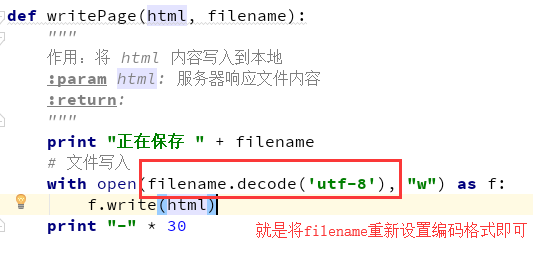 def writePage(html, filename):
"""
作用：将 html 内容写入到本地
:param html: 服务器响应文件内容
:return:
"""
print "正在保存 " + filename
# 文件写入
with open(filename.decode('utf-8'), "w") as f:
f.write(html)
print "-" * 30
就是将filename重新设置编码格式即可